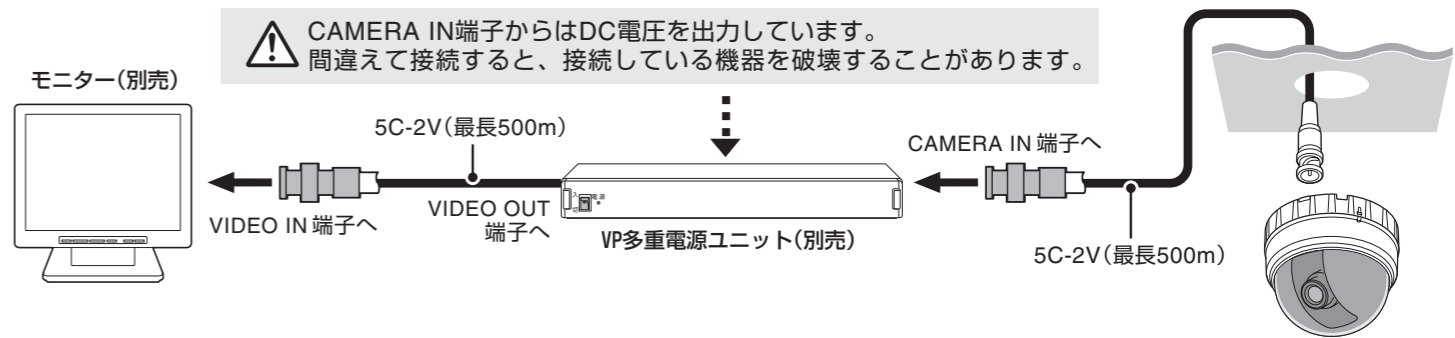 CAMERA IN端子からはDC電圧を出力しています。
間違えて接続すると、接続している機器を破壊することがあります。
モニター(別売)
5C-2V(最長500m)
CAMERA IN 端子へ
VIDEO IN 端子へ
VIDEO OUT
端子へ
入
電源
切
VP多重電源ユニット(別売)
5C-2V(最長500m)